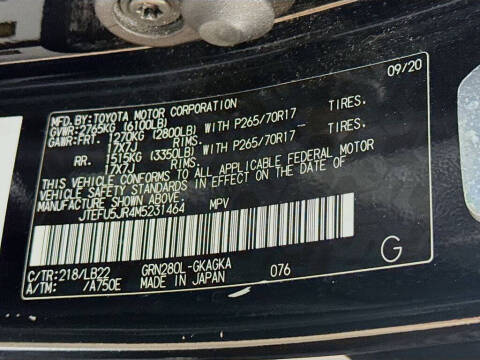 MFD.BY: TOYOTA MOTOR CORPORATION 09/20
GVWR: 2765KG (6100LB)
GAWR: FRT. 1270KG (2800LB) WITH P265/70R17 TIRES.
17X7J RIMS.
RR. 1515KG (3350LB) WITH P265/70R17 TIRES.
17X7J RIMS.
THIS VEHICLE CONFORMS TO ALL APPLICABLE FEDERAL MOTOR
VEHICLE SAFETY STANDARDS IN EFFECT ON THE DATE OF
MANUFACTURE SHOWN ABOVE.
JTEFU5JR4M5231464 MPV
C/TR: 218/LB22 GRN280L-GKAGKA 076 G
A/TM: /A750E MADE IN JAPAN